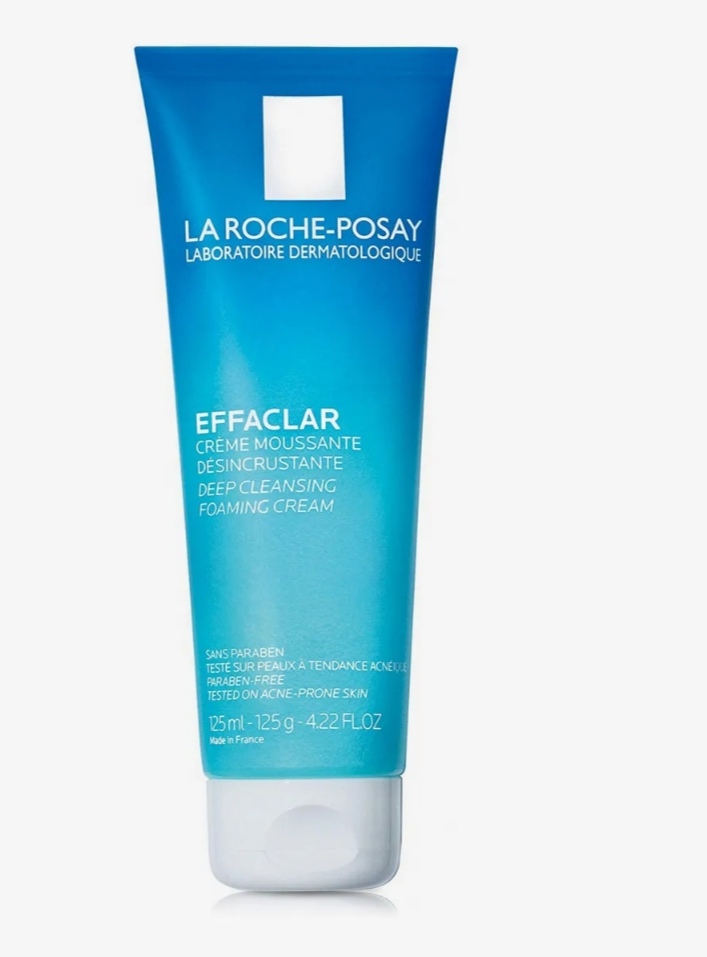 LA ROCHE-POSAY
LABORATOIRE DERMATOLOGIQUE
EFFACLAR
CRÈME MOUSSANTE
DÉSINCRUSTANTE
DEEP CLEANSING
FOAMING CREAM
SANS PARABEN
TESTÉ SUR PEAUX À TENDANCE ACNÉIQUE
PARABEN-FREE
TESTED ON ACNE-PRONE SKIN
125 ml - 125 g - 4.22 FL.OZ
Made in France